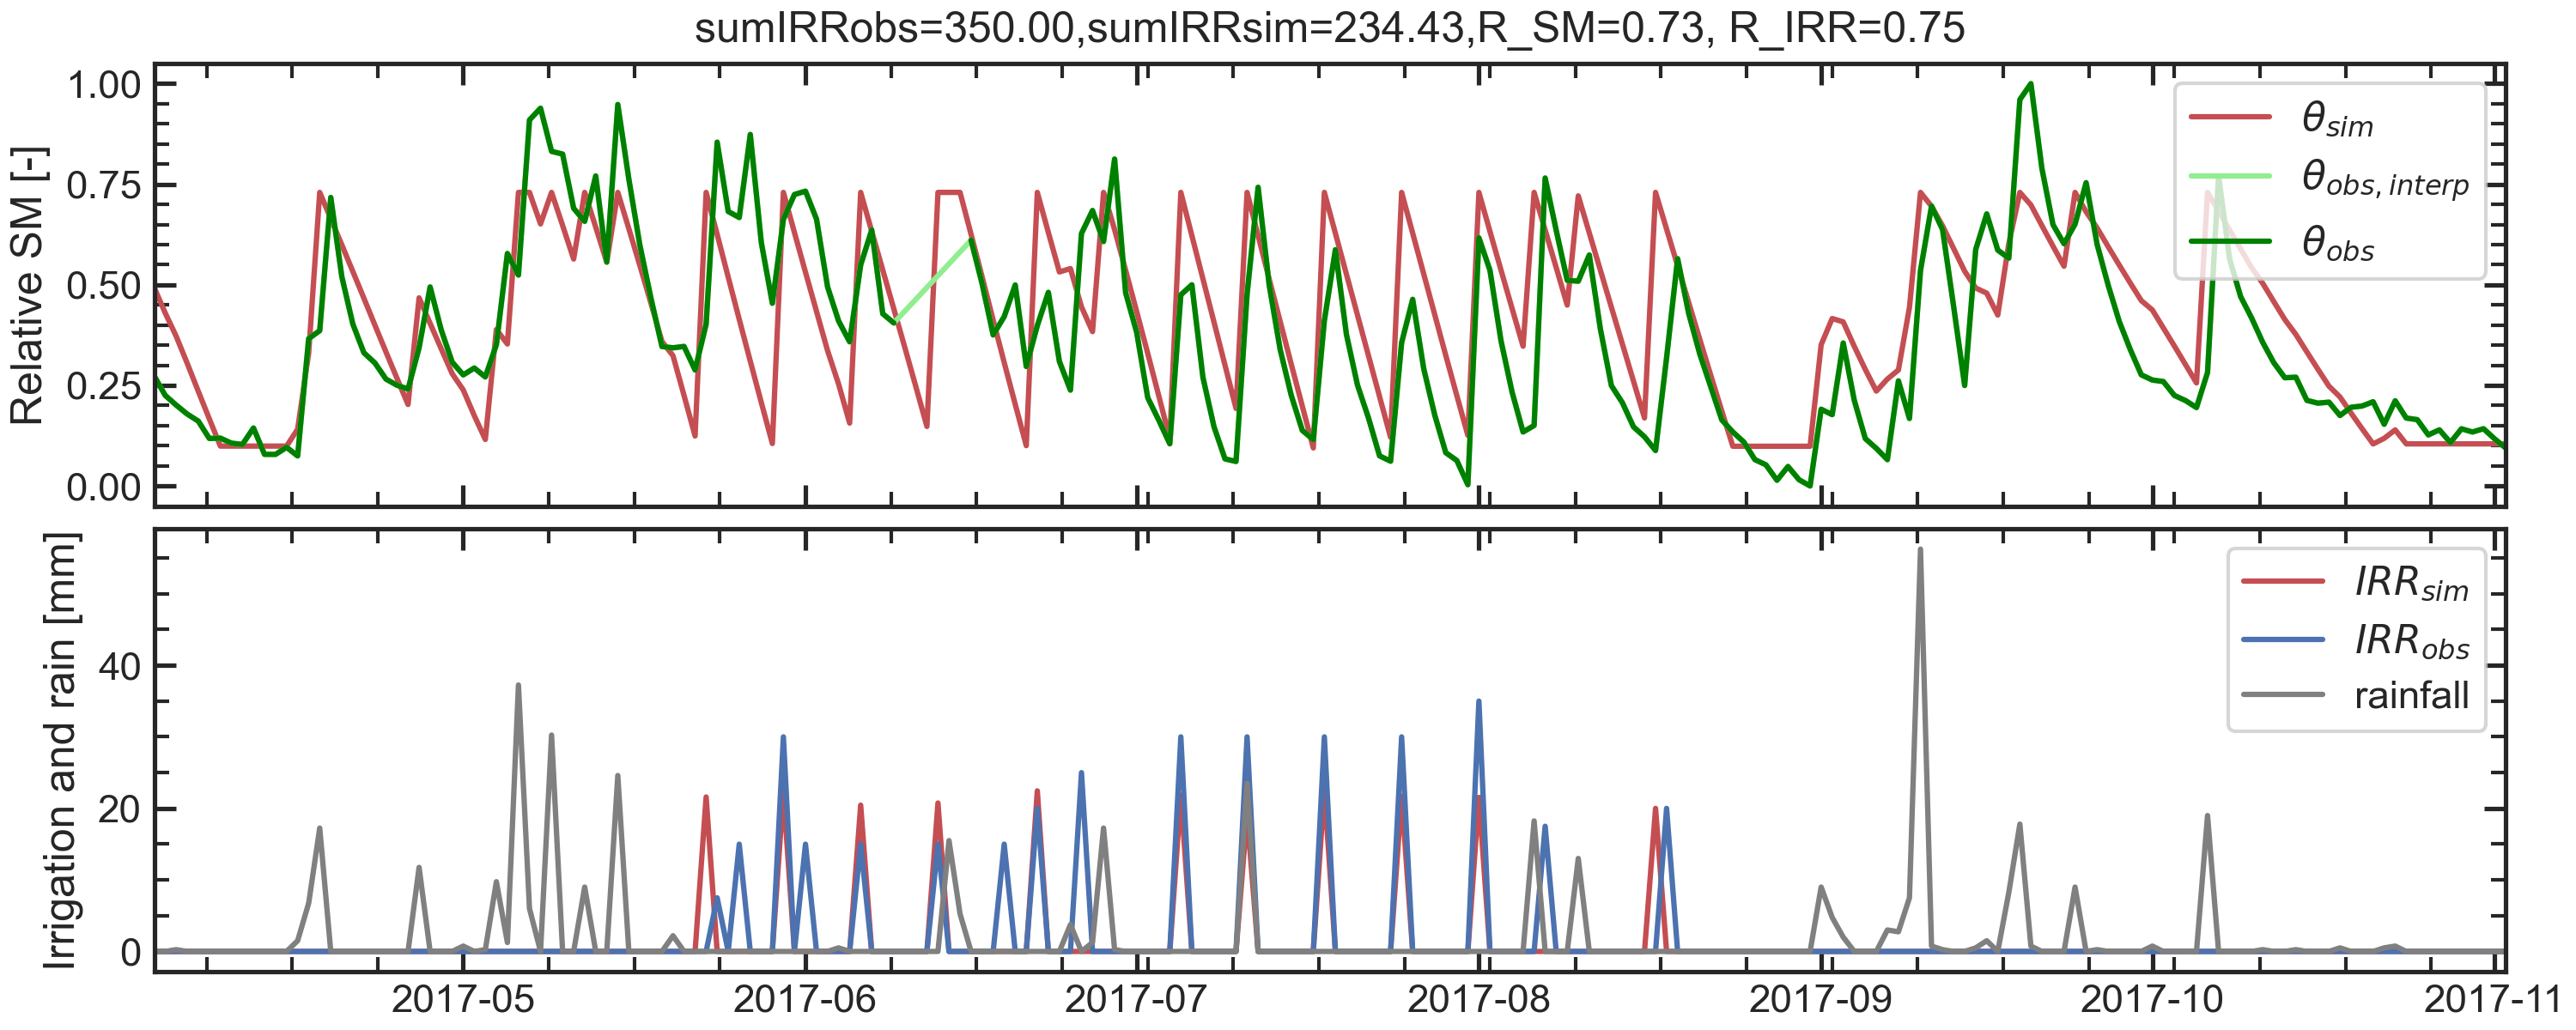 sumIRRobs=350.00,sumIRRsim=234.43,R_SM=0.73, R_IRR=0.75
Relative SM [-]
1.00
0.75
0.50
0.25
0.00
θsim
θobs, interp
θobs
Irrigation and rain [mm]
40
20
0
IRRsim
IRRobs
rainfall
2017-05
2017-06
2017-07
2017-08
2017-09
2017-10
2017-11